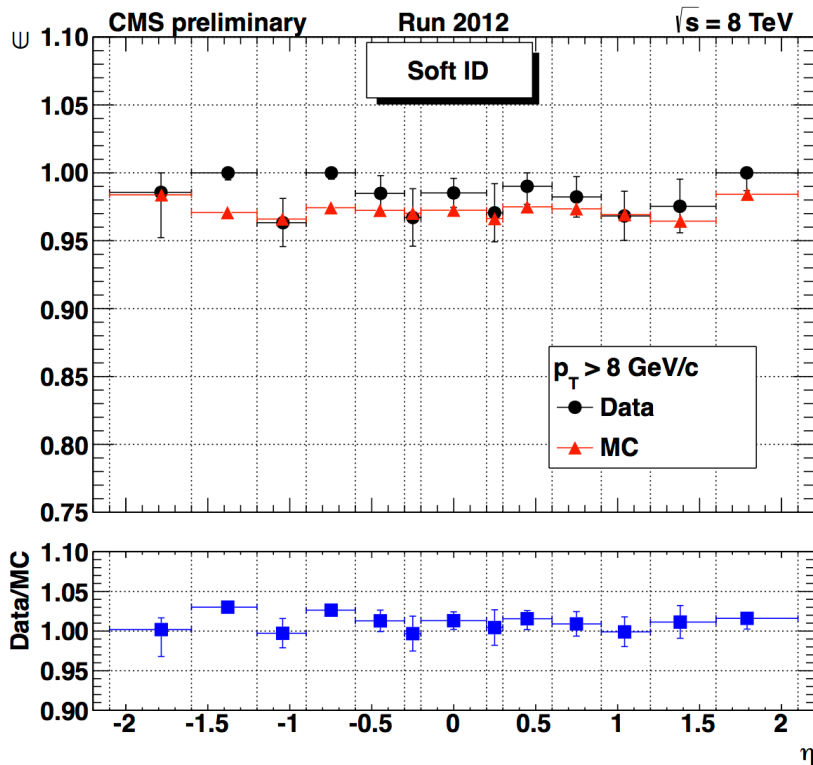 CMS preliminary Run 2012 √s = 8 TeV
∈
1.10
Soft ID
1.05
1.00
0.95
0.90
p_T > 8 GeV/c
0.85
Data
0.80
MC
0.75
Data/MC
1.10
1.05
1.00
0.95
0.90
-2 -1.5 -1 -0.5 0 0.5 1 1.5 2
η